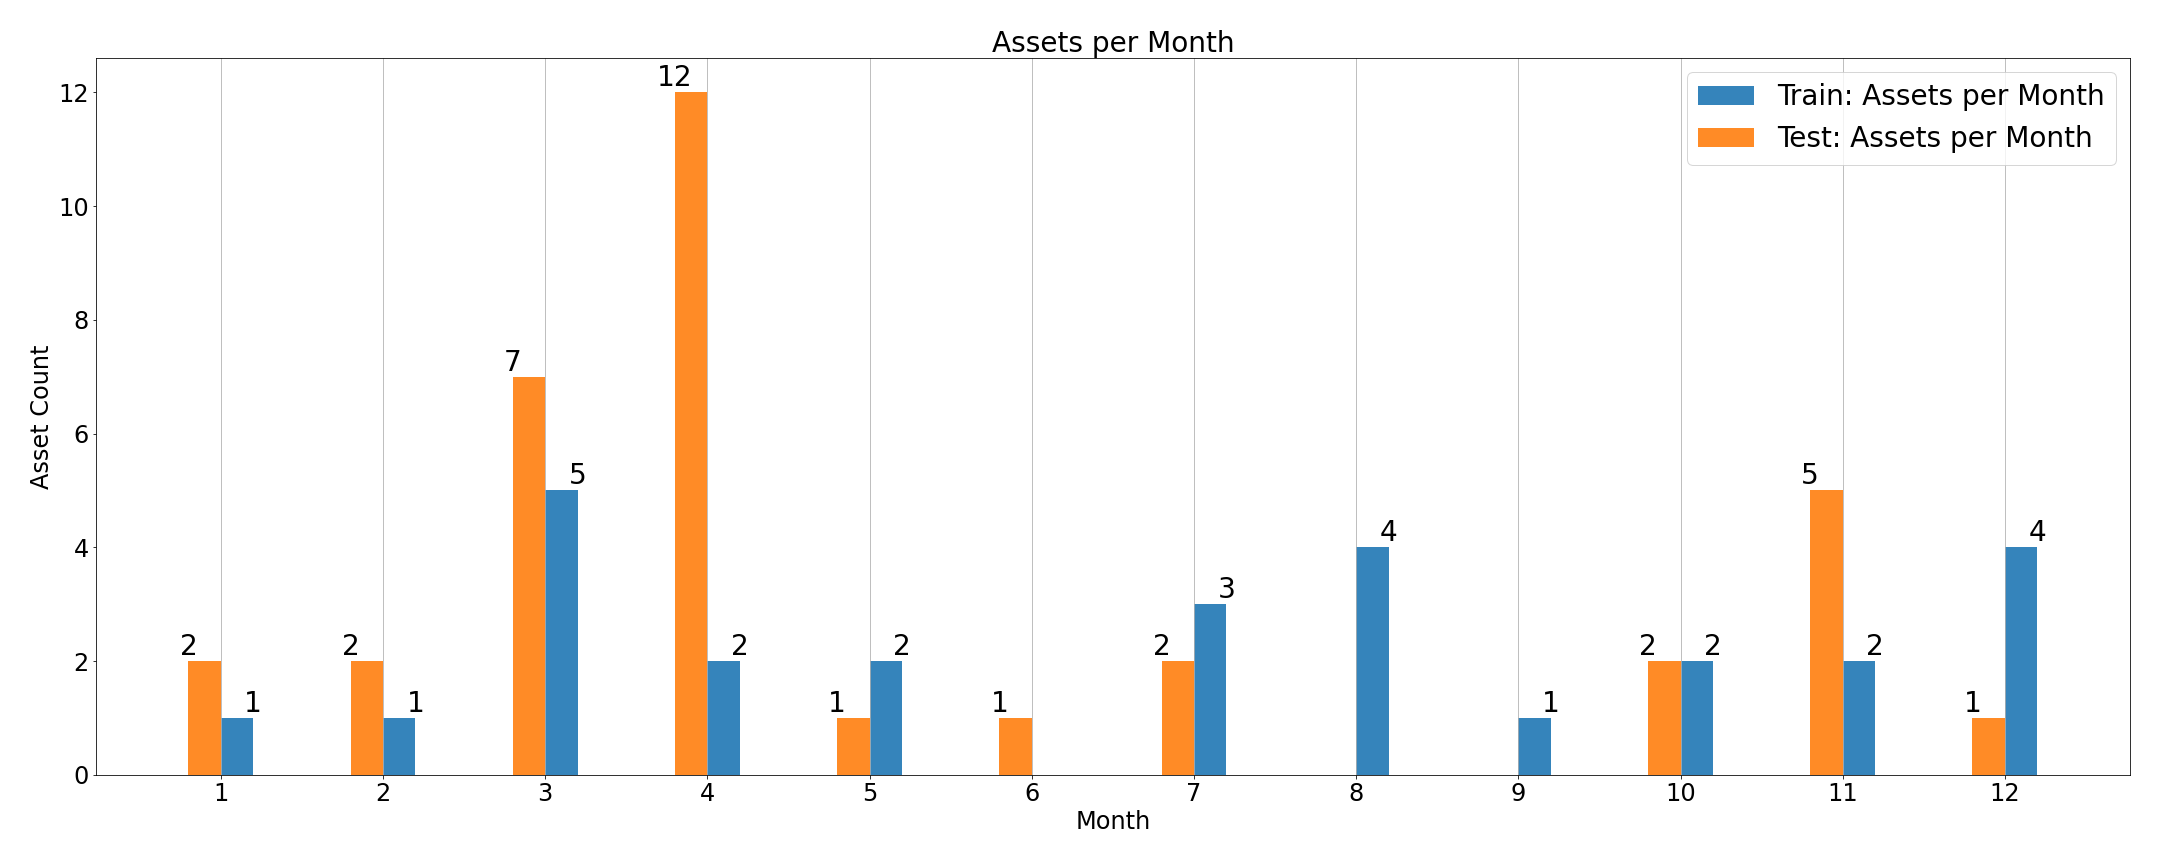 Assets per Month
Train: Assets per Month
Test: Assets per Month
Asset Count
12
10
8
6
4
2
0
2 1 2 1 7 5 12 2 1 2 1 2 3 4 1 2 2 5 2 1 4
1 2 3 4 5 6 7 8 9 10 11 12
Month